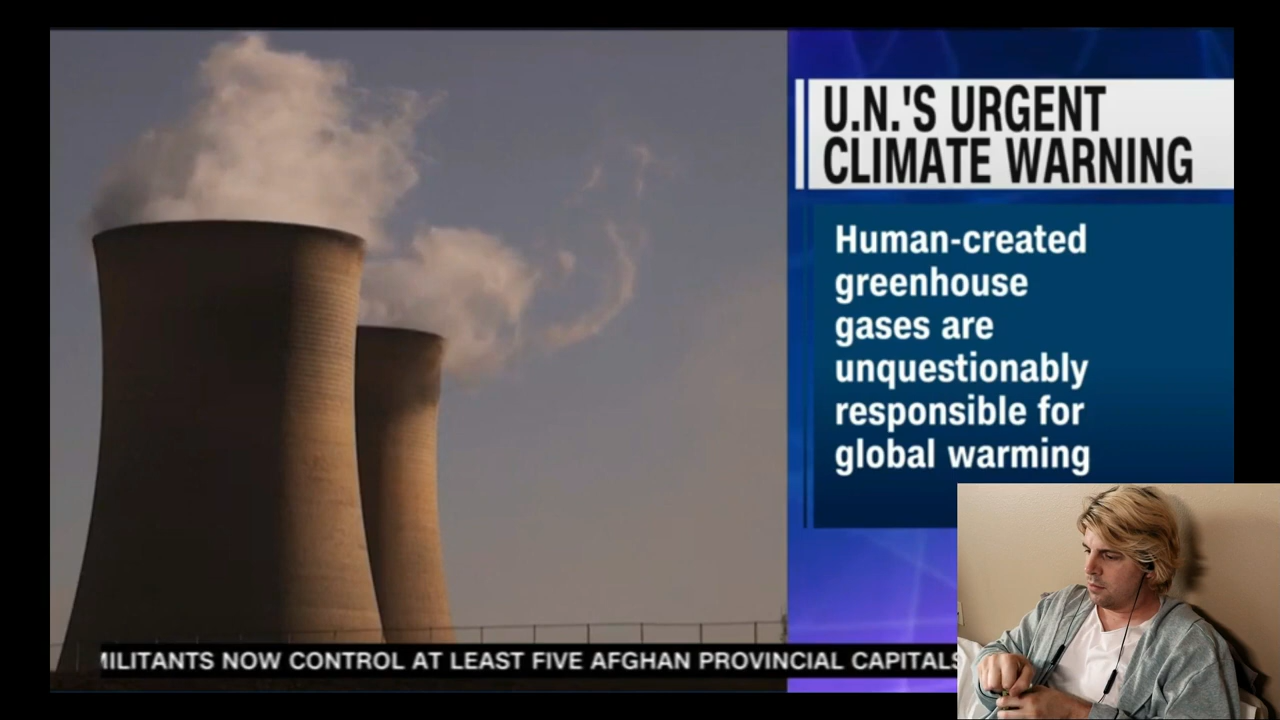 U.N.'S URGENT
CLIMATE WARNING
Human-created
greenhouse
gases are
unquestionably
responsible for
global warming
MILITANTS NOW CONTROL AT LEAST FIVE AFGHAN PROVINCIAL CAPITALS